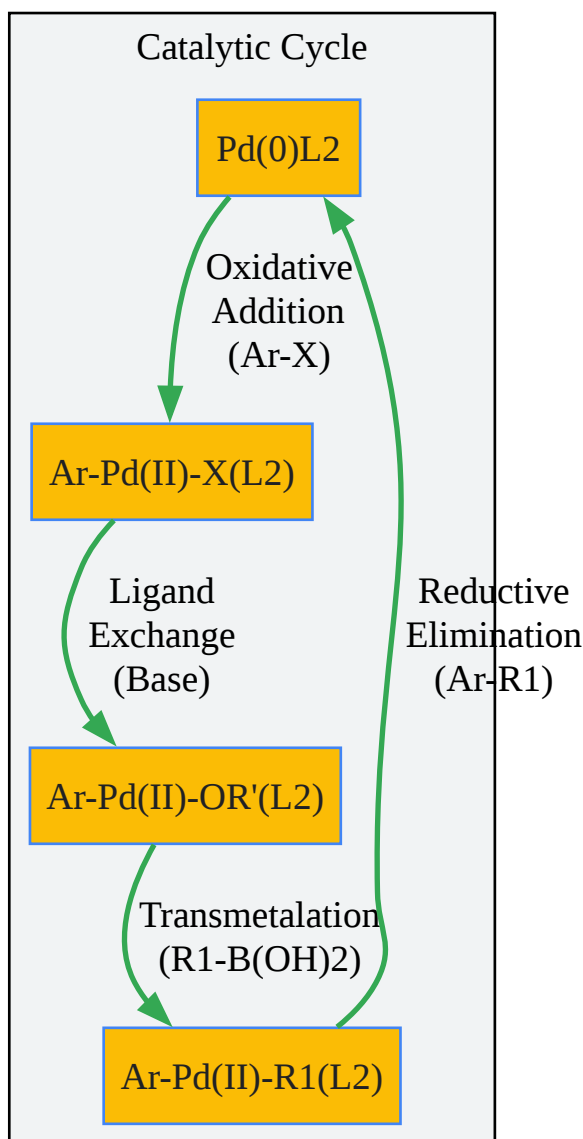 Catalytic Cycle
Pd(0)L2
Oxidative
Addition
(Ar-X)
Ar-Pd(II)-X(L2)
Ligand
Exchange
(Base)
Reductive
Elimination
(Ar-R1)
Ar-Pd(II)-OR'(L2)
Transmetalation
(R1-B(OH)2)
Ar-Pd(II)-R1(L2)